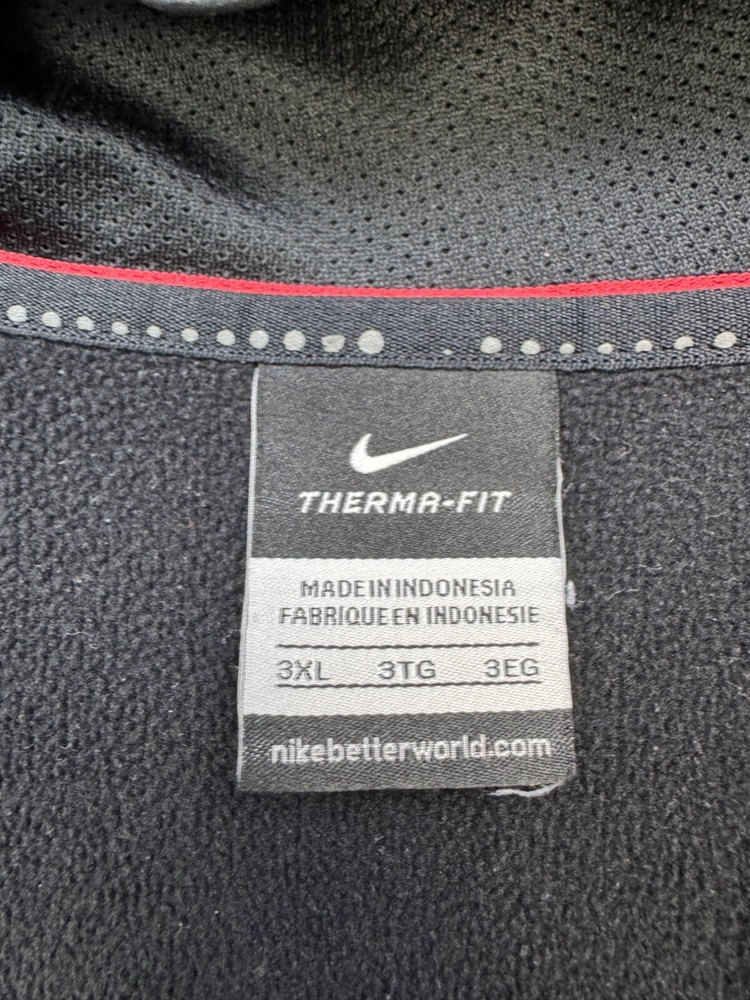 THERMA-FIT
MADE IN INDONESIA
FABRIQUE EN INDONESIE
3XL 3TG 3EG
nikebetterworld.com